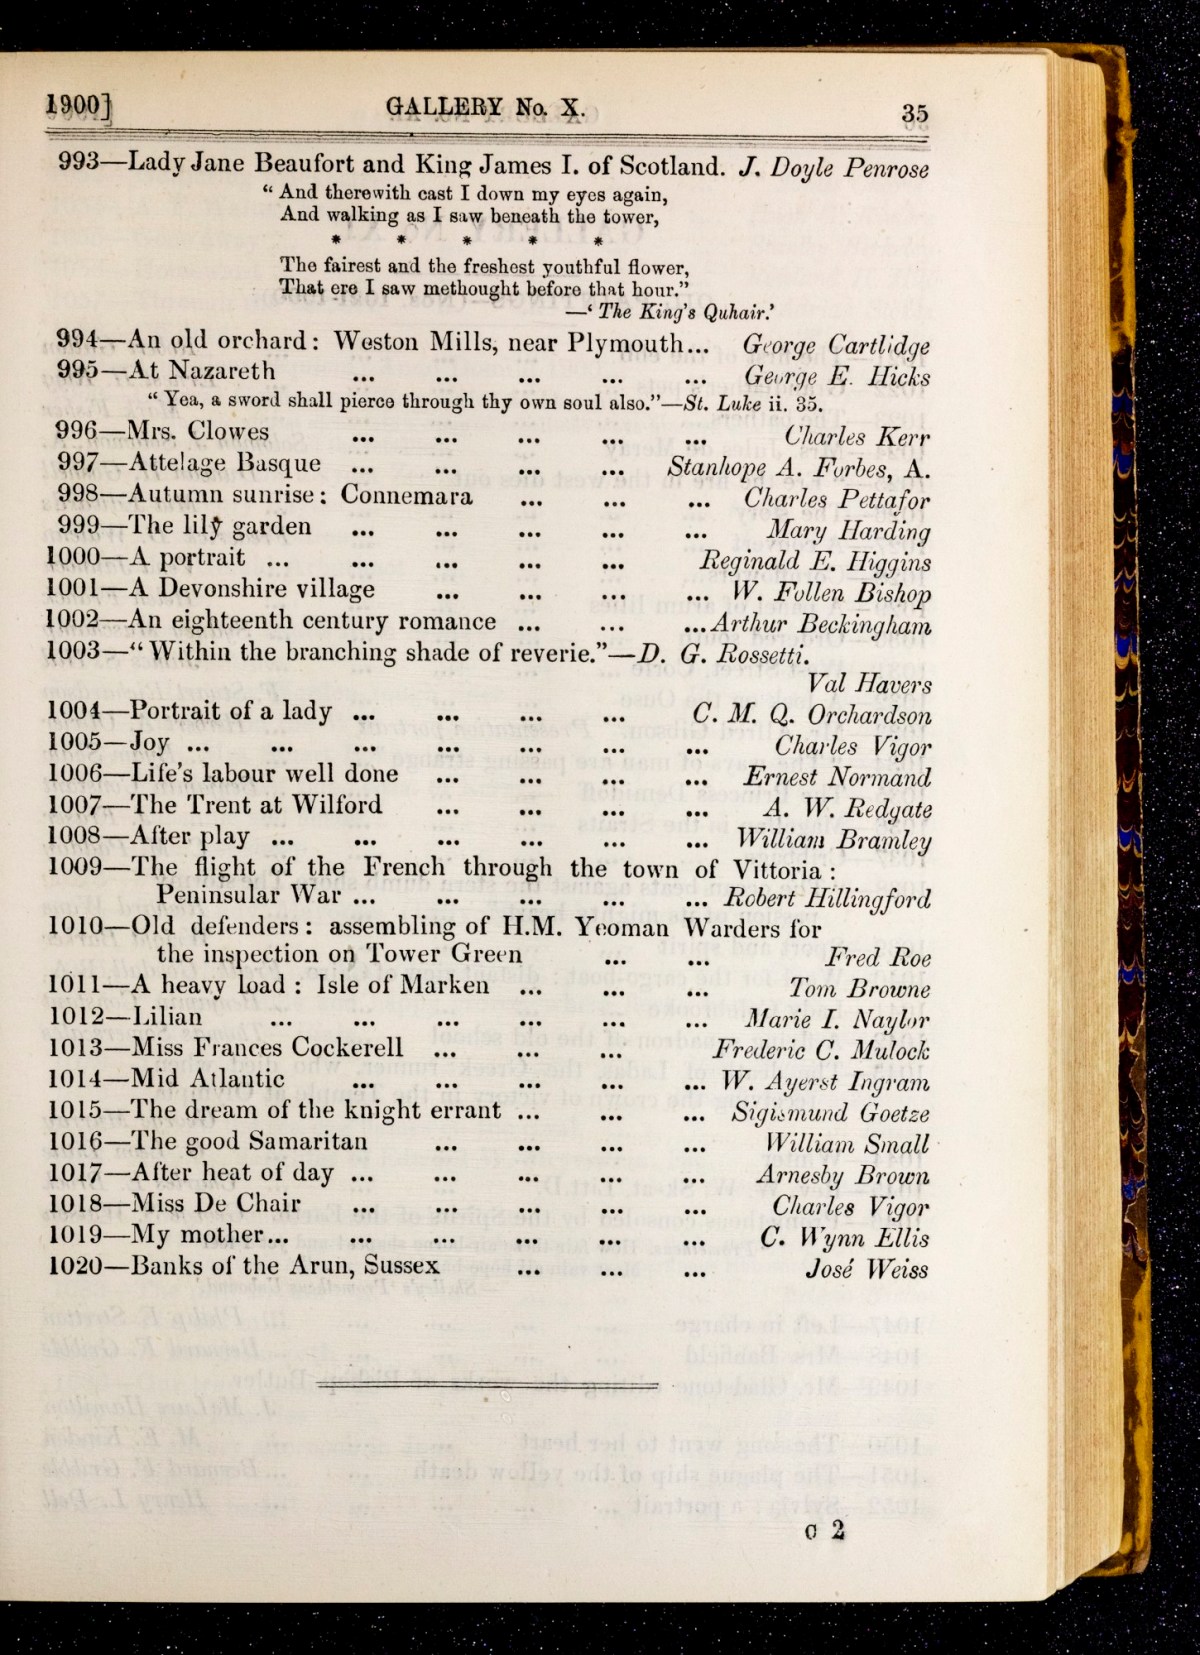 1900] GALLERY No. X. 35
993—Lady Jane Beaufort and King James I. of Scotland. J. Doyle Penrose
“ And therewith cast I down my eyes again,
And walking as I saw beneath the tower,
* * * * *
The fairest and the freshest youthful flower,
That ere I saw methought before that hour.”
—‘ The King's Quhair.’
994—An old orchard : Weston Mills, near Plymouth... George Cartlidge
995—At Nazareth ... ... ... ... ... George E. Hicks
“ Yea, a sword shall pierce through thy own soul also.”—St. Luke ii. 35.
996—Mrs. Clowes ... ... ... ... ... Charles Kerr
997—Attelage Basque ... ... ... ... Stanhope A. Forbes, A.
998—Autumn sunrise : Connemara ... ... ... Charles Pettafor
999—The lily garden ... ... ... ... ... Mary Harding
1000—A portrait ... ... ... ... ... Reginald E. Higgins
1001—A Devonshire village ... ... ... ... W. Follen Bishop
1002—An eighteenth century romance ... ... ... Arthur Beckingham
1003—“ Within the branching shade of reverie.”—D. G. Rossetti.
Val Havers
1004—Portrait of a lady ... ... ... ... C. M. Q. Orchardson
1005—Joy ... ... ... ... ... ... ... Charles Vigor
1006—Life's labour well done ... ... ... ... Ernest Normand
1007—The Trent at Wilford ... ... ... ... A. W. Redgate
1008—After play ... ... ... ... ... ... William Bramley
1009—The flight of the French through the town of Vittoria :
Peninsular War ... ... ... ... ... Robert Hillingford
1010—Old defenders : assembling of H.M. Yeoman Warders for
the inspection on Tower Green ... ... Fred Roe
1011—A heavy load : Isle of Marken ... ... ... Tom Browne
1012—Lilian ... ... ... ... ... ... Marie I. Naylor
1013—Miss Frances Cockerell ... ... ... Frederic C. Mulock
1014—Mid Atlantic ... ... ... ... ... W. Ayerst Ingram
1015—The dream of the knight errant ... ... ... Sigismund Goetze
1016—The good Samaritan ... ... ... ... William Small
1017—After heat of day ... ... ... ... ... Arnesby Brown
1018—Miss De Chair ... ... ... ... ... Charles Vigor
1019—My mother... ... ... ... ... ... C. Wynn Ellis
1020—Banks of the Arun, Sussex ... ... ... José Weiss
C 2